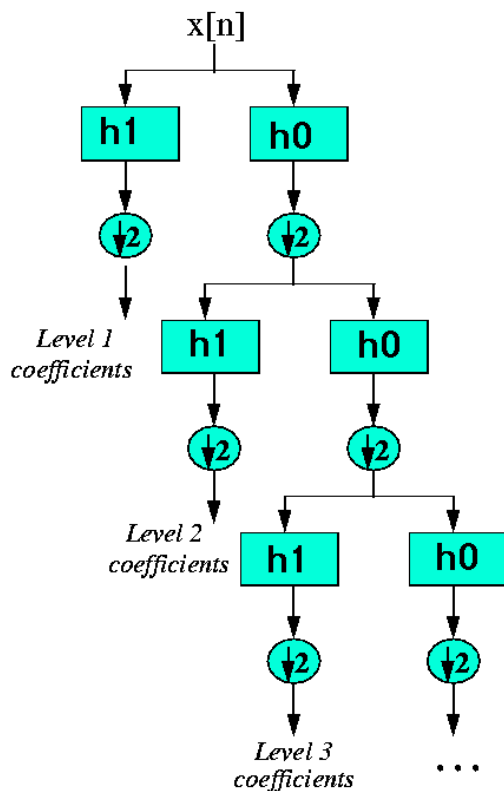 x[n]
h1
h0
2
2
Level 1
coefficients
h1
h0
2
2
Level 2
coefficients
h1
h0
2
2
Level 3
coefficients
...